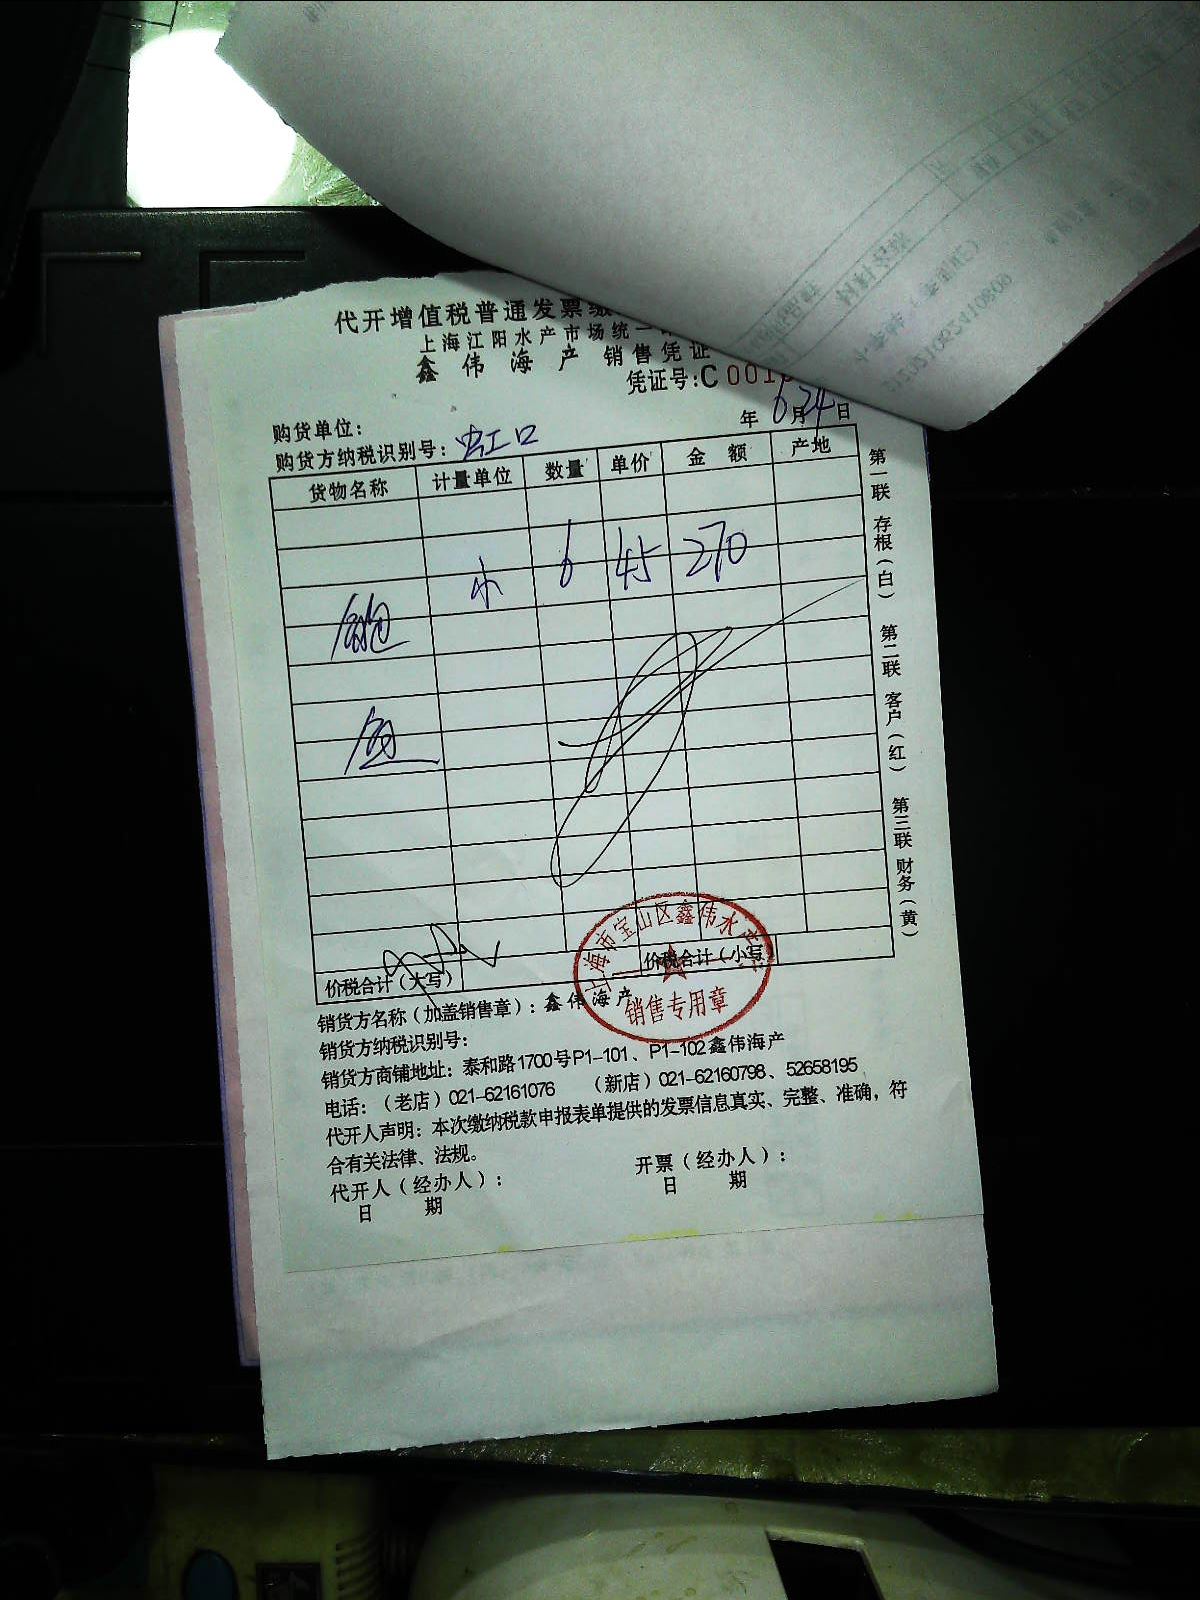 代开增值税普通发票缴
上海江阳水产市场统一
鑫伟海产销售凭证
凭证号:C 001
年 6月24日
购货单位:
购货方纳税识别号: 虹口
货物名称 计量单位 数量 单价 金额 产地
鲍 小 6 45 270
鱼
价税合计(大写) 价税合计(小写
上海市宝山区鑫伟水产
销售专用章
销货方名称(加盖销售章): 鑫伟海产
销货方纳税识别号:
销货方商铺地址: 泰和路1700号P1-101、P1-102鑫伟海产
电话:(老店)021-62161076 (新店)021-62160798、52658195
代开人声明: 本次缴纳税款申报表单提供的发票信息真实、完整、准确,符
合有关法律、法规。
代开人(经办人): 开票(经办人):
日 期 日 期
第一联 存根(白) 第二联 客户(红) 第三联 财务(黄)